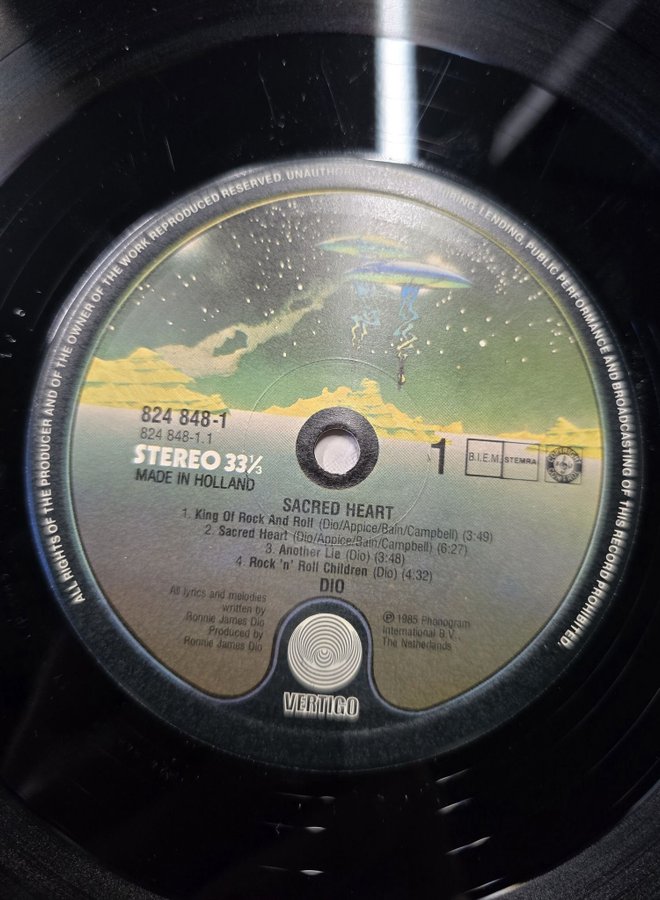 ALL RIGHTS OF THE PRODUCER AND OF THE OWNER OF THE WORK REPRODUCED RESERVED. UNAUTHORISED COPYING, HIRING, LENDING, PUBLIC PERFORMANCE AND BROADCASTING OF THIS RECORD PROHIBITED.
824 848-1
824 848-1.1
STEREO 33⅓
MADE IN HOLLAND
1
B.I.E.M. STEMRA
SACRED HEART
1. King Of Rock And Roll (Dio/Appice/Bain/Campbell) (3:49)
2. Sacred Heart (Dio/Appice/Bain/Campbell) (6:27)
3. Another Lie (Dio) (3:48)
4. Rock 'n' Roll Children (Dio) (4.32)
DIO
All lyrics and melodies
written by
Ronnie James Dio
Produced by
Ronnie James Dio
℗ 1985 Phonogram
International B.V.,
The Netherlands
VERTIGO